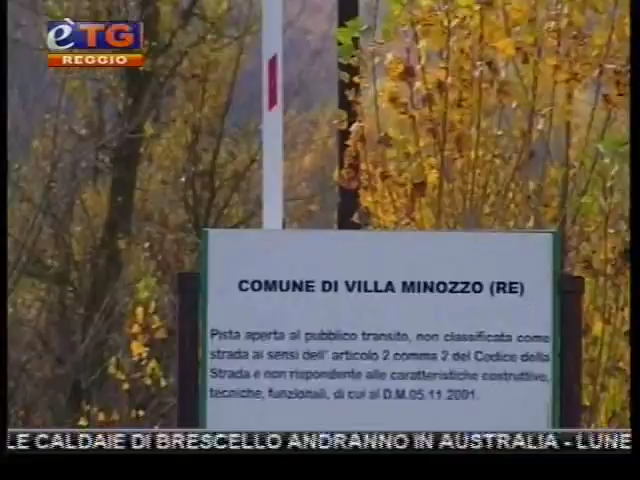 èTG
REGGIO
COMUNE DI VILLA MINOZZO (RE)
Pista aperta al pubblico transito, non classificata come
strada ai sensi dell' articolo 2 comma 2 del Codice della
Strada e non rispondente alle caratteristiche costruttive,
tecniche, funzionali, di cui al D.M.05.11.2001.
LE CALDAIE DI BRESCELLO ANDRANNO IN AUSTRALIA - LUNE